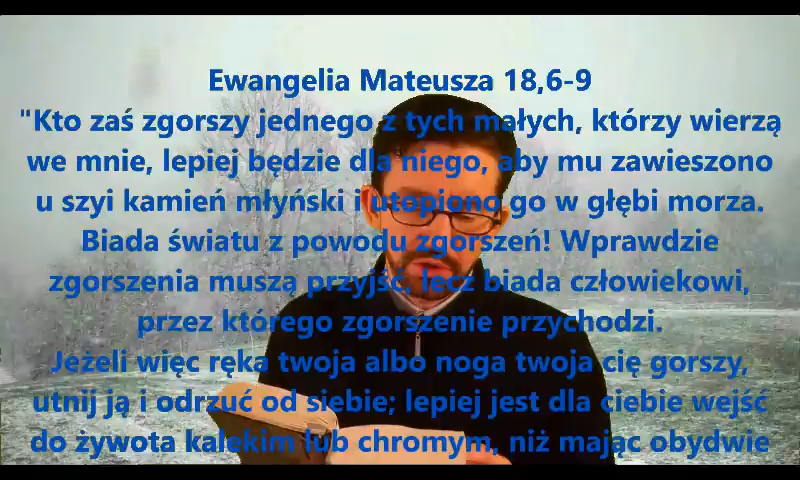 Ewangelia Mateusza 18,6-9
"Kto zaś zgorszy jednego z tych małych, którzy wierzą
we mnie, lepiej będzie dla niego, aby mu zawieszono
u szyi kamień młyński i utopiono go w głębi morza.
Biada światu z powodu zgorszeń! Wprawdzie
zgorszenia muszą przyjść, lecz biada człowiekowi,
przez którego zgorszenie przychodzi.
Jeżeli więc ręka twoja albo noga twoja cię gorszy,
utnij ją i odrzuć od siebie; lepiej jest dla ciebie wejść
do żywota kalekim lub chromym, niż mając obydwie